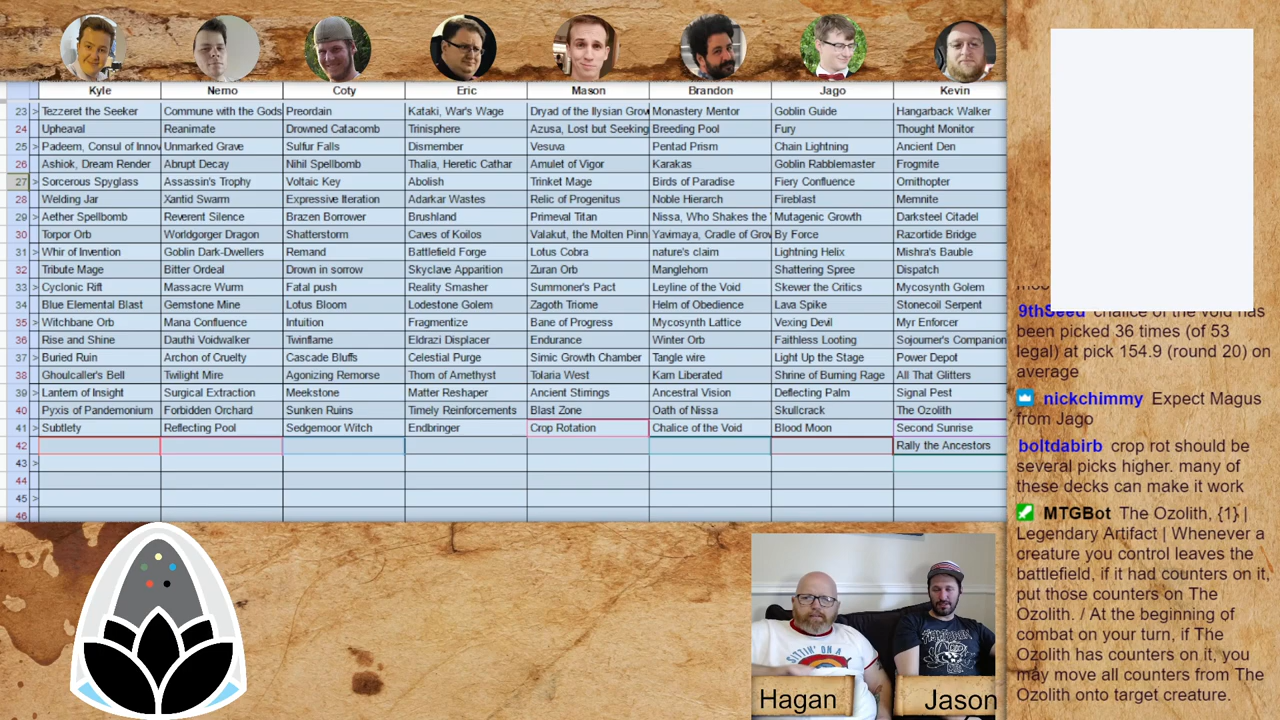 Kyle Nemo Coty Eric Mason Brandon Jago Kevin
23 > Tezzeret the Seeker Commune with the Gods Preordain Kataki, War's Wage Dryad of the Ilysian Grov Monastery Mentor Goblin Guide Hangarback Walker
24 Upheaval Reanimate Drowned Catacomb Trinisphere Azusa, Lost but Seeking Breeding Pool Fury Thought Monitor
25 > Padeem, Consul of Innov Unmarked Grave Sulfur Falls Dismember Vesuva Pentad Prism Chain Lightning Ancient Den
26 Ashiok, Dream Render Abrupt Decay Nihil Spellbomb Thalia, Heretic Cathar Amulet of Vigor Karakas Goblin Rabblemaster Frogmite
27 > Sorcerous Spyglass Assassin's Trophy Voltaic Key Abolish Trinket Mage Birds of Paradise Fiery Confluence Ornithopter
28 Welding Jar Xantid Swarm Expressive Iteration Adarkar Wastes Relic of Progenitus Noble Hierarch Fireblast Memnite
29 > Aether Spellbomb Reverent Silence Brazen Borrower Brushland Primeval Titan Nissa, Who Shakes the Mutagenic Growth Darksteel Citadel
30 Torpor Orb Worldgorger Dragon Shatterstorm Caves of Koilos Valakut, the Molten Pinn Yavimaya, Cradle of Grov By Force Razortide Bridge
31 > Whir of Invention Goblin Dark-Dwellers Remand Battlefield Forge Lotus Cobra nature's claim Lightning Helix Mishra's Bauble
32 Tribute Mage Bitter Ordeal Drown in sorrow Skyclave Apparition Zuran Orb Manglehorn Shattering Spree Dispatch
33 > Cyclonic Rift Massacre Wurm Fatal push Reality Smasher Summoner's Pact Leyline of the Void Skewer the Critics Mycosynth Golem
34 Blue Elemental Blast Gemstone Mine Lotus Bloom Lodestone Golem Zagoth Triome Helm of Obedience Lava Spike Stonecoil Serpent
35 > Witchbane Orb Mana Confluence Intuition Fragmentize Bane of Progress Mycosynth Lattice Vexing Devil Myr Enforcer
36 Rise and Shine Dauthi Voidwalker Twinflame Eldrazi Displacer Endurance Winter Orb Faithless Looting Sojourner's Companion
37 > Buried Ruin Archon of Cruelty Cascade Bluffs Celestial Purge Simic Growth Chamber Tangle wire Light Up the Stage Power Depot
38 Ghoulcaller's Bell Twilight Mire Agonizing Remorse Thorn of Amethyst Tolaria West Karn Liberated Shrine of Burning Rage All That Glitters
39 > Lantern of Insight Surgical Extraction Meekstone Matter Reshaper Ancient Stirrings Ancestral Vision Deflecting Palm Signal Pest
40 Pyxis of Pandemonium Forbidden Orchard Sunken Ruins Timely Reinforcements Blast Zone Oath of Nissa Skullcrack The Ozolith
41 > Subtlety Reflecting Pool Sedgemoor Witch Endbringer Crop Rotation Chalice of the Void Blood Moon Second Sunrise
42 Rally the Ancestors
43 >
44
45 >
46
9thSeed chalice of the void has
been picked 36 times (of 53
legal) at pick 154.9 (round 20) on
average
nickchimmy Expect Magus
from Jago
boltdabirb crop rot should be
several picks higher. many of
these decks can make it work
MTGBot The Ozolith, {1} |
Legendary Artifact | Whenever a
creature you control leaves the
battlefield, if it had counters on it,
put those counters on The
Ozolith. / At the beginning of
combat on your turn, if The
Ozolith has counters on it, you
may move all counters from The
Ozolith onto target creature.
SITTIN' ON A
Hagan
Jason